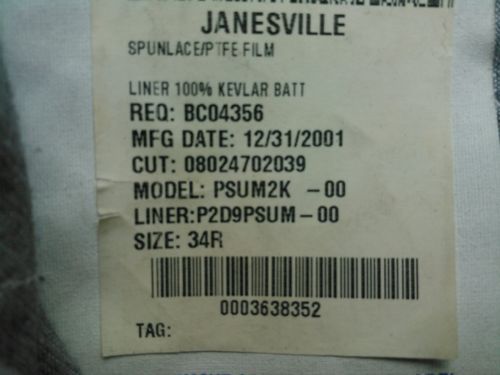 JANESVILLE
SPUNLACE/PTFE FILM
LINER 100% KEVLAR BATT
REQ: BC04356
MFG DATE: 12/31/2001
CUT: 08024702039
MODEL: PSUM2K -00
LINER:P2D9PSUM-00
SIZE: 34R
0003638352
TAG: